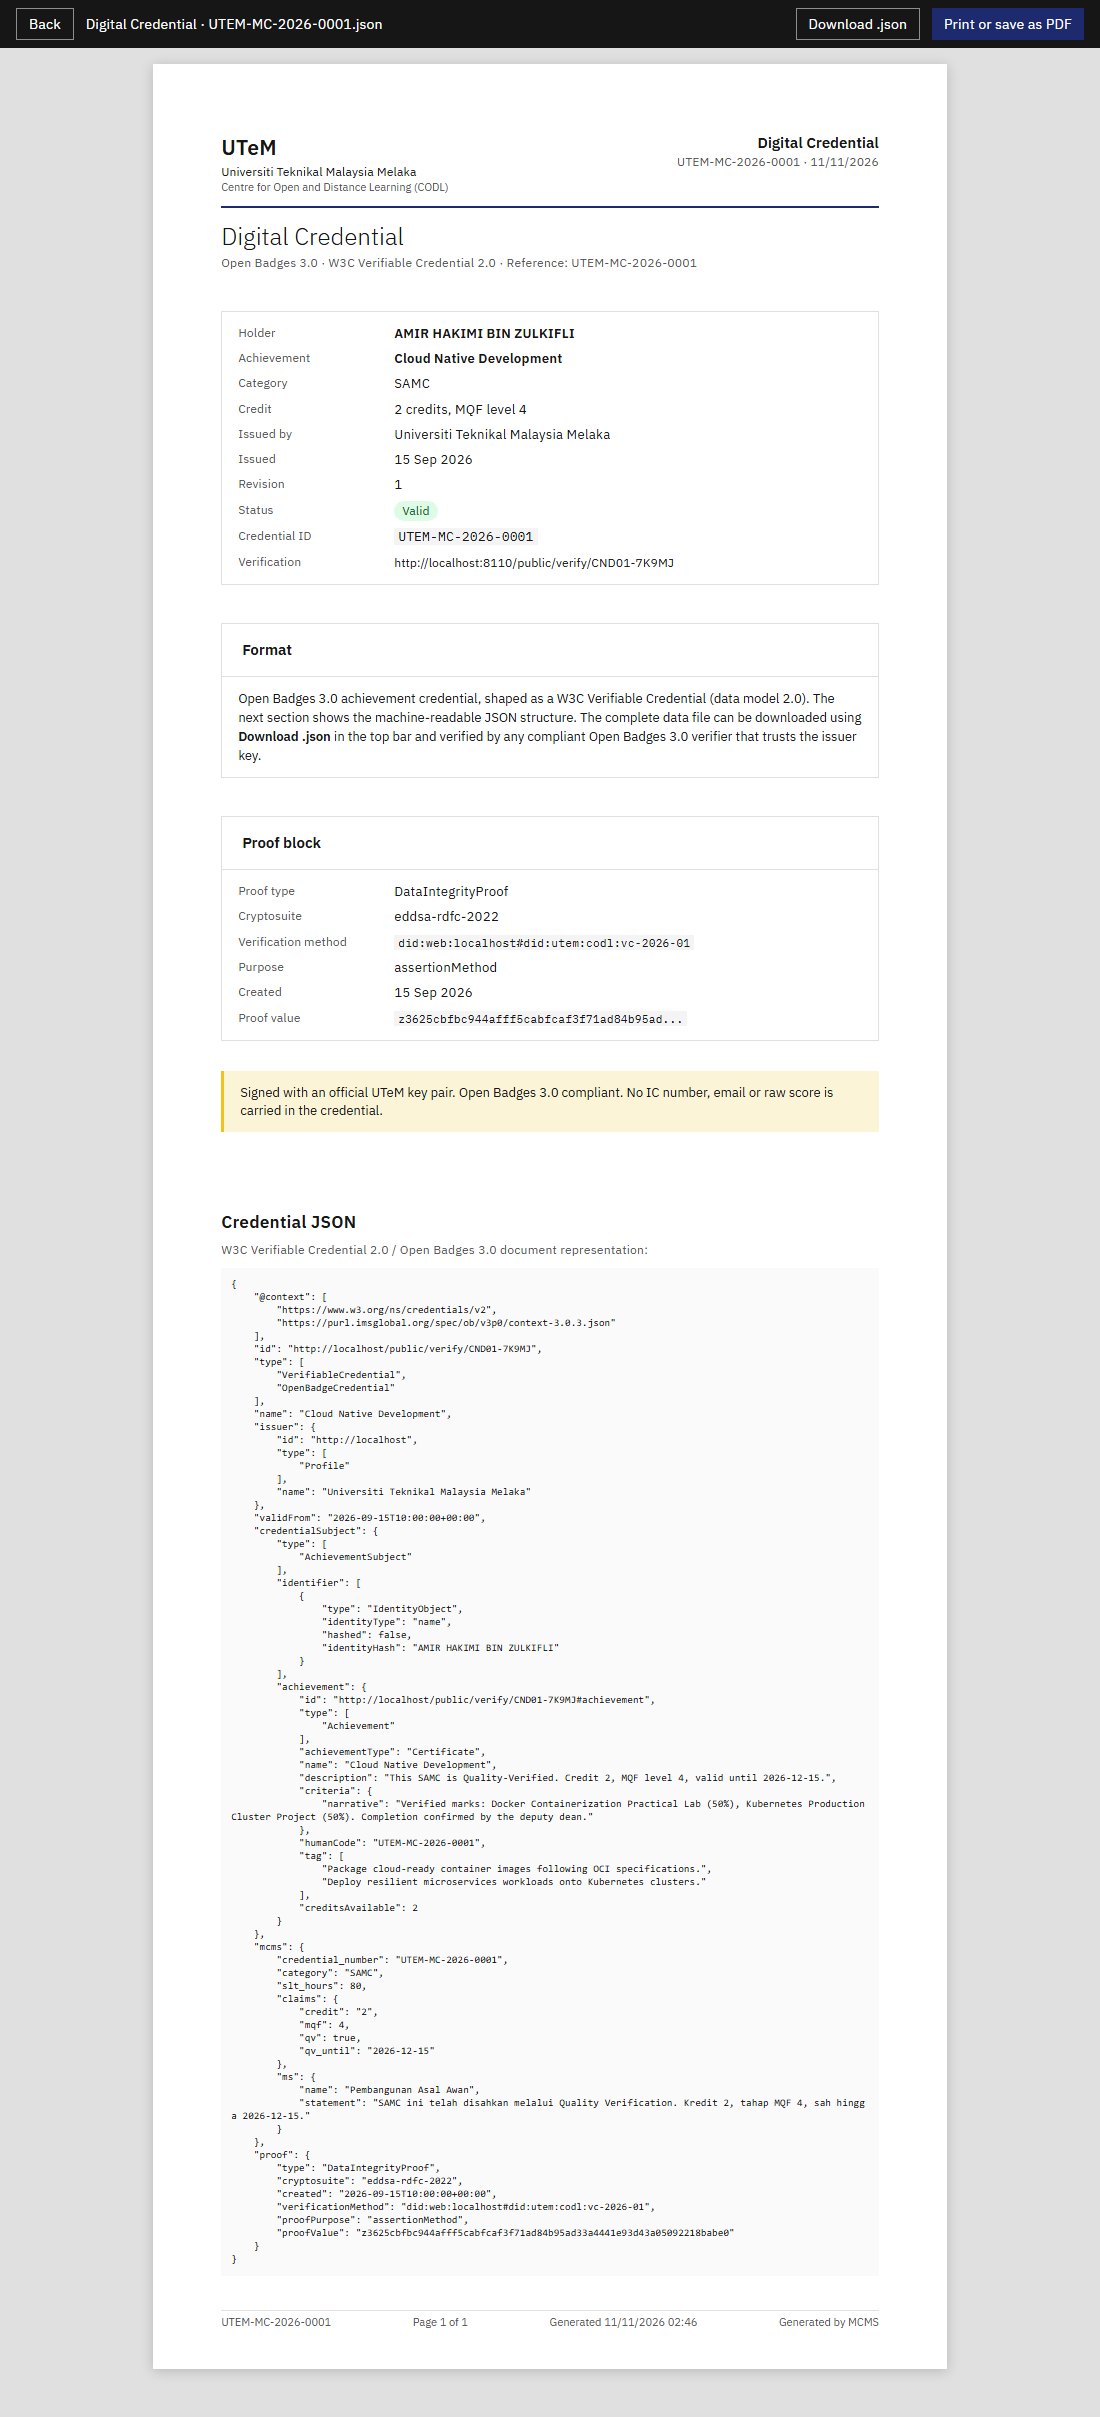 Back
Digital Credential · UTEM-MC-2026-0001.json
Download .json
Print or save as PDF
UTeM
Universiti Teknikal Malaysia Melaka
Centre for Open and Distance Learning (CODL)
Digital Credential
UTEM-MC-2026-0001 · 11/11/2026
Digital Credential
Open Badges 3.0 · W3C Verifiable Credential 2.0 · Reference: UTEM-MC-2026-0001
Holder AMIR HAKIMI BIN ZULKIFLI
Achievement Cloud Native Development
Category SAMC
Credit 2 credits, MQF level 4
Issued by Universiti Teknikal Malaysia Melaka
Issued 15 Sep 2026
Revision 1
Status Valid
Credential ID UTEM-MC-2026-0001
Verification http://localhost:8110/public/verify/CND01-7K9MJ
Format
Open Badges 3.0 achievement credential, shaped as a W3C Verifiable Credential (data model 2.0). The
next section shows the machine-readable JSON structure. The complete data file can be downloaded using
Download .json in the top bar and verified by any compliant Open Badges 3.0 verifier that trusts the issuer
key.
Proof block
Proof type DataIntegrityProof
Cryptosuite eddsa-rdfc-2022
Verification method did:web:localhost#did:utem:codl:vc-2026-01
Purpose assertionMethod
Created 15 Sep 2026
Proof value z3625cbfbc944afff5cabfcaf3f71ad84b95ad...
Signed with an official UTeM key pair. Open Badges 3.0 compliant. No IC number, email or raw score is
carried in the credential.
Credential JSON
W3C Verifiable Credential 2.0 / Open Badges 3.0 document representation:
{
    "@context": [
        "https://www.w3.org/ns/credentials/v2",
        "https://purl.imsglobal.org/spec/ob/v3p0/context-3.0.3.json"
    ],
    "id": "http://localhost/public/verify/CND01-7K9MJ",
    "type": [
        "VerifiableCredential",
        "OpenBadgeCredential"
    ],
    "name": "Cloud Native Development",
    "issuer": {
        "id": "http://localhost",
        "type": [
            "Profile"
        ],
        "name": "Universiti Teknikal Malaysia Melaka"
    },
    "validFrom": "2026-09-15T10:00:00+00:00",
    "credentialSubject": {
        "type": [
            "AchievementSubject"
        ],
        "identifier": [
            {
                "type": "IdentityObject",
                "identityType": "name",
                "hashed": false,
                "identityHash": "AMIR HAKIMI BIN ZULKIFLI"
            }
        ],
        "achievement": {
            "id": "http://localhost/public/verify/CND01-7K9MJ#achievement",
            "type": [
                "Achievement"
            ],
            "achievementType": "Certificate",
            "name": "Cloud Native Development",
            "description": "This SAMC is Quality-Verified. Credit 2, MQF level 4, valid until 2026-12-15.",
            "criteria": {
                "narrative": "Verified marks: Docker Containerization Practical Lab (50%), Kubernetes Production
Cluster Project (50%). Completion confirmed by the deputy dean."
            },
            "humanCode": "UTEM-MC-2026-0001",
            "tag": [
                "Package cloud-ready container images following OCI specifications.",
                "Deploy resilient microservices workloads onto Kubernetes clusters."
            ],
            "creditsAvailable": 2
        }
    },
    "mcms": {
        "credential_number": "UTEM-MC-2026-0001",
        "category": "SAMC",
        "slt_hours": 80,
        "claims": {
            "credit": "2",
            "mqf": 4,
            "qv": true,
            "qv_until": "2026-12-15"
        },
        "ms": {
            "name": "Pembangunan Asal Awan",
            "statement": "SAMC ini telah disahkan melalui Quality Verification. Kredit 2, tahap MQF 4, sah hingg
a 2026-12-15."
        }
    },
    "proof": {
        "type": "DataIntegrityProof",
        "cryptosuite": "eddsa-rdfc-2022",
        "created": "2026-09-15T10:00:00+00:00",
        "verificationMethod": "did:web:localhost#did:utem:codl:vc-2026-01",
        "proofPurpose": "assertionMethod",
        "proofValue": "z3625cbfbc944afff5cabfcaf3f71ad84b95ad33a4441e93d43a05092218babe0"
    }
}
UTEM-MC-2026-0001 Page 1 of 1 Generated 11/11/2026 02:46 Generated by MCMS